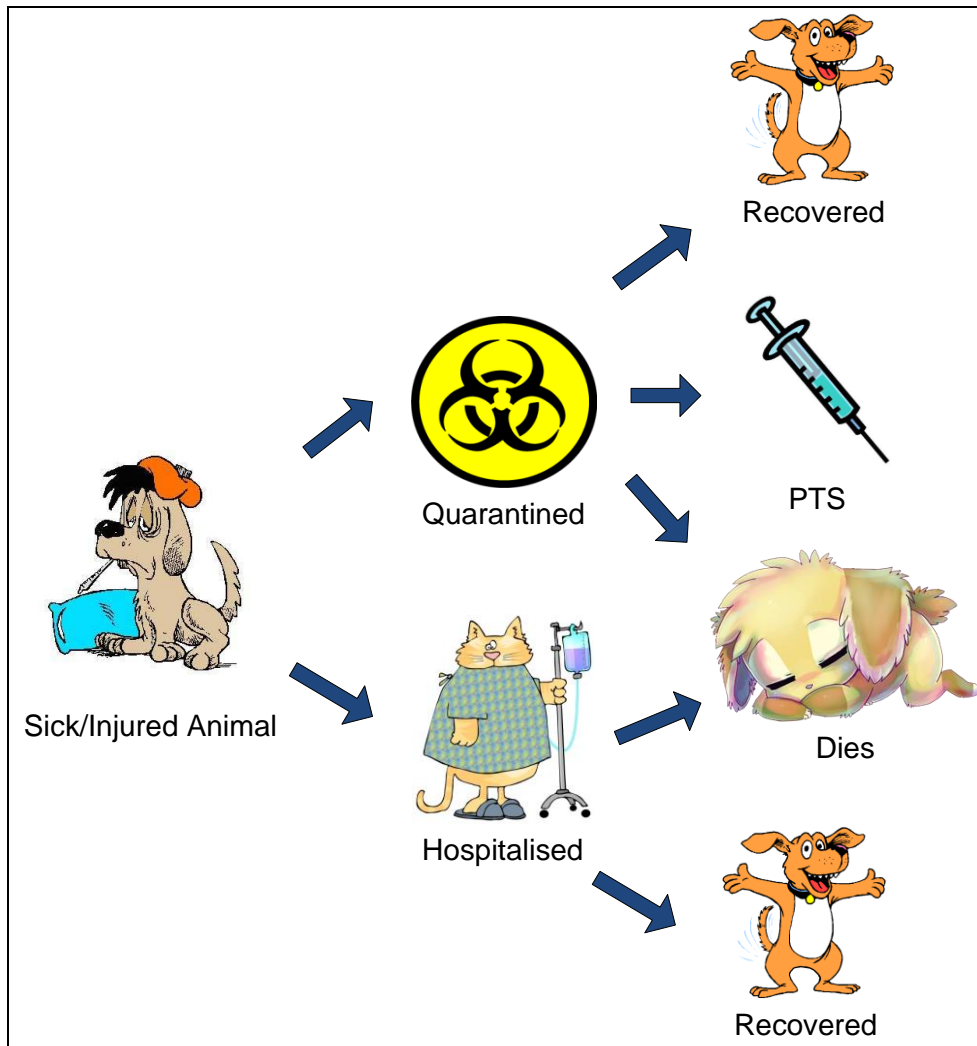 Recovered
PTS
Quarantined
Sick/Injured Animal
Dies
Hospitalised
Recovered